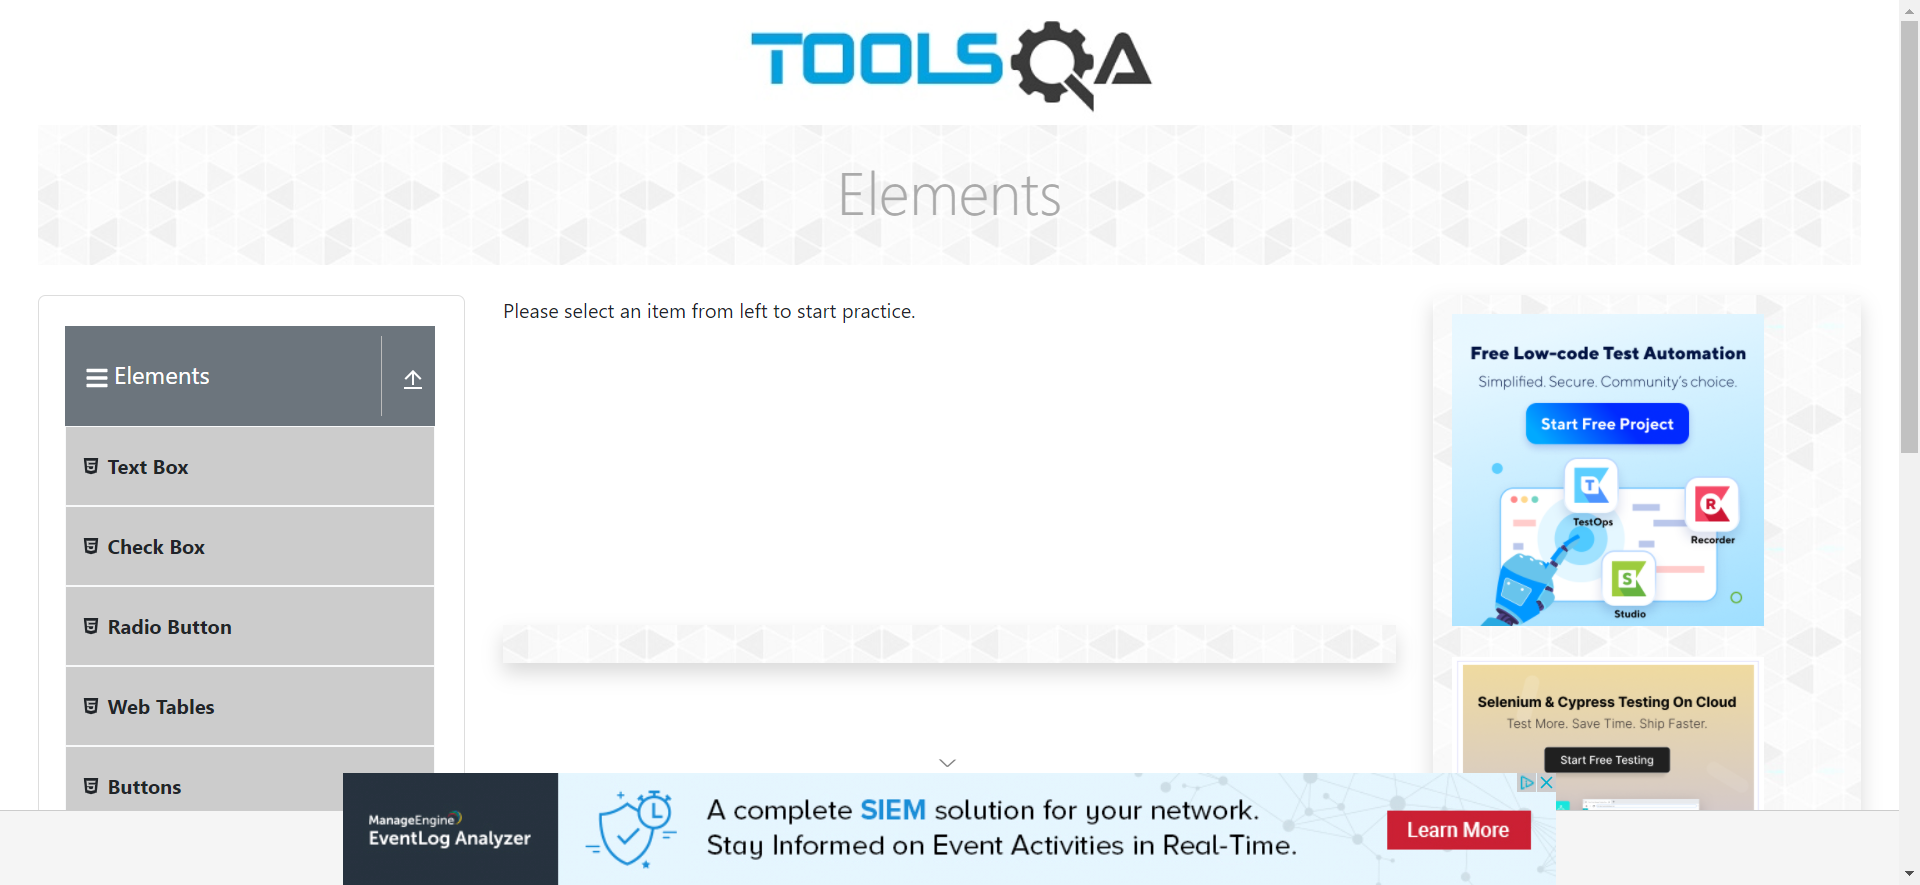 TOOLSQA
Elements
Elements
Text Box
Check Box
Radio Button
Web Tables
Buttons
Please select an item from left to start practice.
Free Low-code Test Automation
Simplified. Secure. Community's choice.
Start Free Project
TestOps
Recorder
Studio
Selenium & Cypress Testing On Cloud
Test More. Save Time. Ship Faster.
Start Free Testing
ManageEngine
EventLog Analyzer
A complete SIEM solution for your network.
Stay Informed on Event Activities in Real-Time.
Learn More